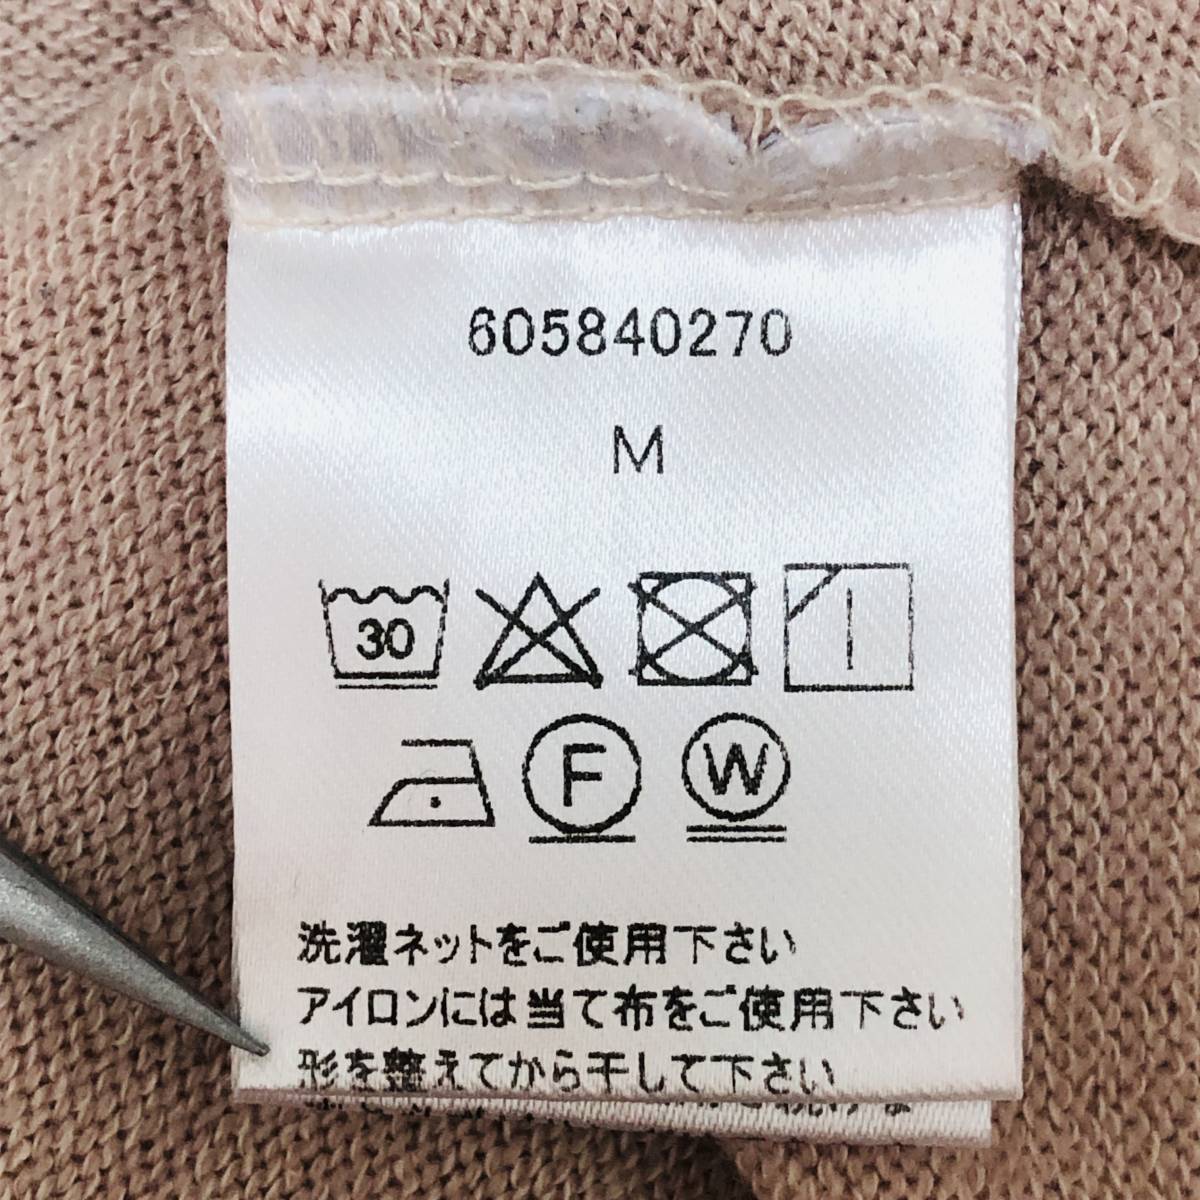 605840270
M
30
F
W
洗濯ネットをご使用下さい
アイロンには当て布をご使用下さい
形を整えてから干して下さい